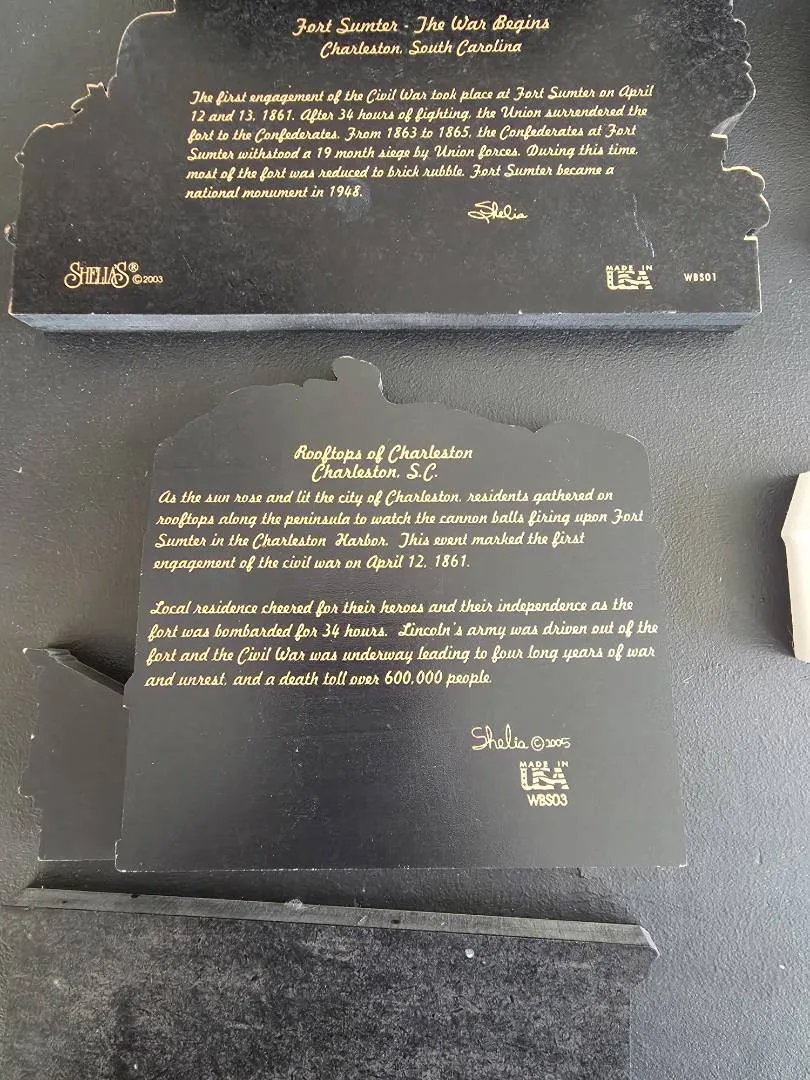 Fort Sumter - The War Begins
Charleston, South Carolina
The first engagement of the Civil War took place at Fort Sumter on April
12 and 13, 1861. After 34 hours of fighting, the Union surrendered the
fort to the Confederates. From 1863 to 1865, the Confederates at Fort
Sumter withstood a 19 month siege by Union forces. During this time,
most of the fort was reduced to brick rubble. Fort Sumter became a
national monument in 1948.
Shelia
SHELIA'S® ©2003
MADE IN
USA
WBS01
Rooftops of Charleston
Charleston, S.C.
As the sun rose and lit the city of Charleston, residents gathered on
rooftops along the peninsula to watch the cannon balls firing upon Fort
Sumter in the Charleston Harbor. This event marked the first
engagement of the civil war on April 12, 1861.
Local residence cheered for their heroes and their independence as the
fort was bombarded for 34 hours. Lincoln's army was driven out of the
fort and the Civil War was underway leading to four long years of war
and unrest, and a death toll over 600,000 people.
Shelia ©2005
MADE IN
USA
WBS03